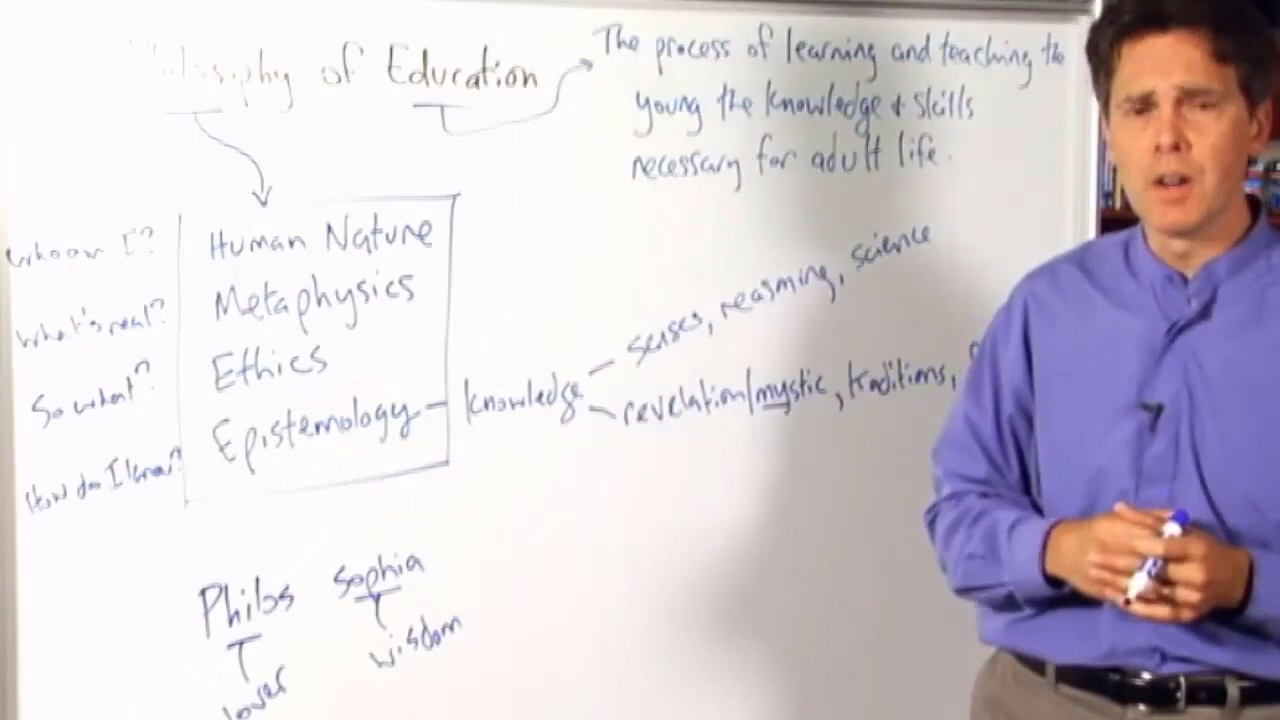 Philosophy of Education
The process of learning and teaching the
young the knowledge + skills
necessary for adult life.
who am I?
Human Nature
What's real?
Metaphysics
So what?
Ethics
How do I know?
Epistemology – knowledge
senses, reasoning, science
revelation/mystic, traditions,
Philos Sophia
lover wisdom